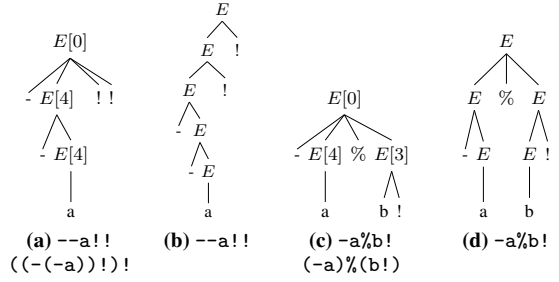 E
E[0]
E !
E !
- E[4] ! !
E
E[0]
E % E
- E
- E[4]
- E[4] % E[3]
- E E !
- E
a
a
a b !
a b
(a) --a!!
(b) --a!!
(c) -a%b!
(d) -a%b!
((-(-a))!)!
(-a)%(b!)